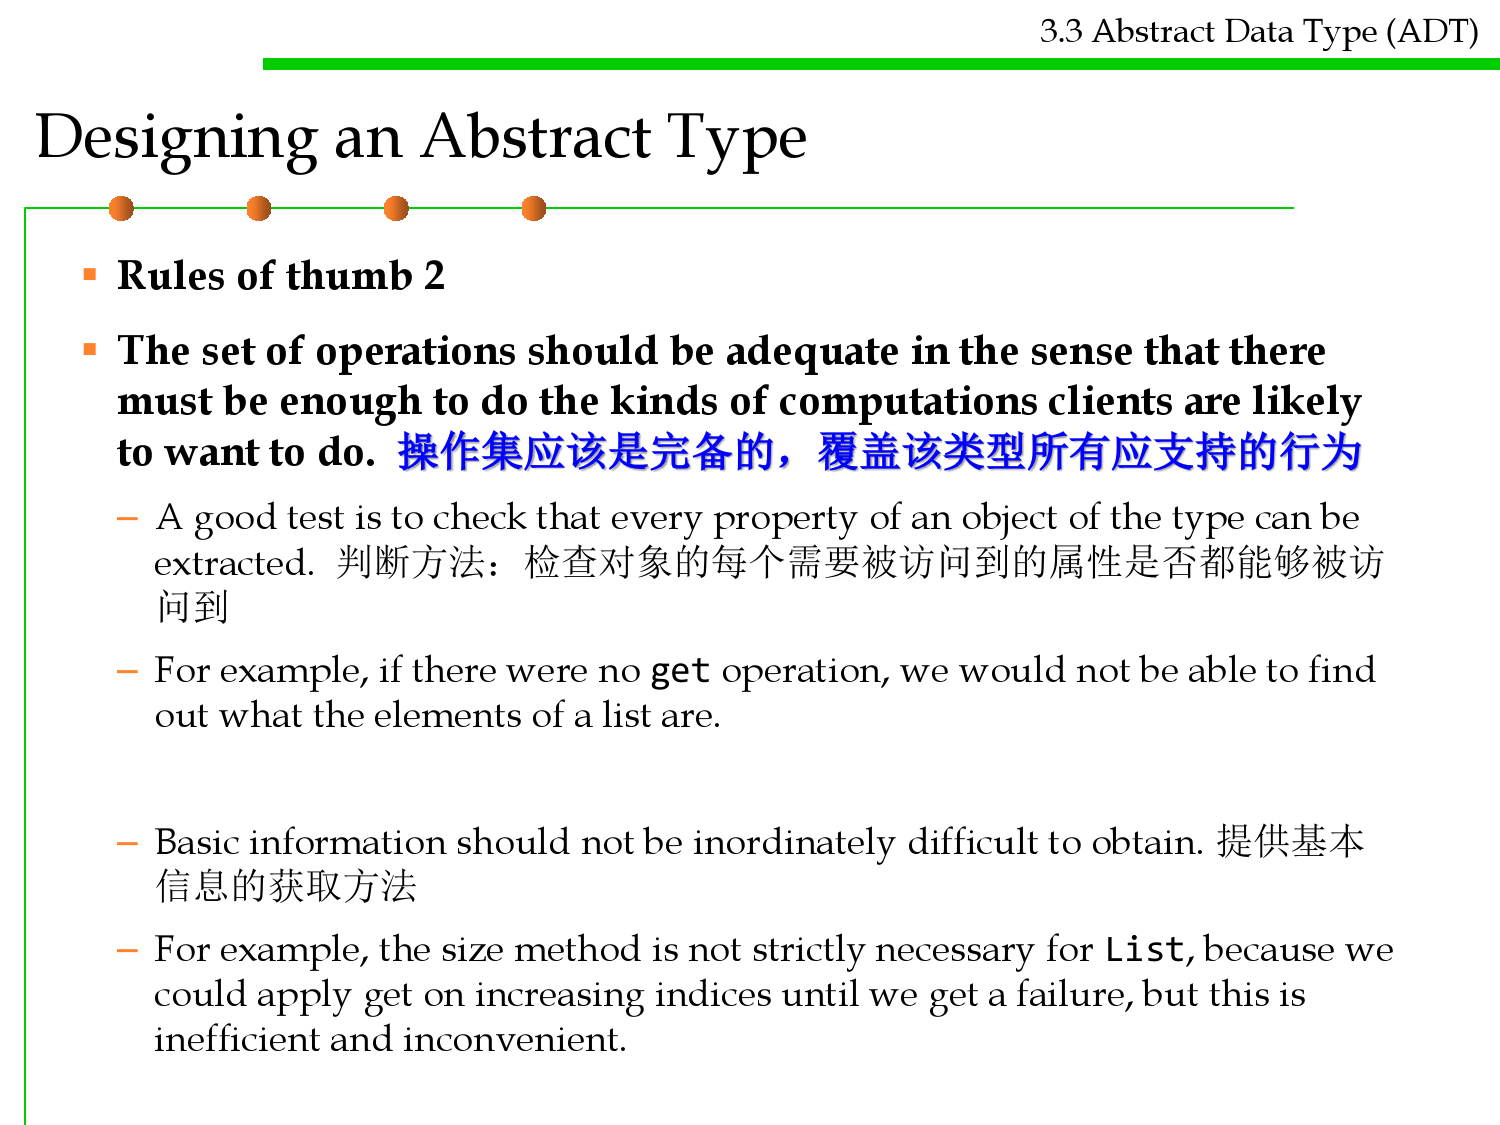 3.3 Abstract Data Type (ADT)
Designing an Abstract Type
▪ Rules of thumb 2
▪ The set of operations should be adequate in the sense that there
must be enough to do the kinds of computations clients are likely
to want to do. 操作集应该是完备的，覆盖该类型所有应支持的行为
– A good test is to check that every property of an object of the type can be
extracted. 判断方法：检查对象的每个需要被访问到的属性是否都能够被访
问到
– For example, if there were no get operation, we would not be able to find
out what the elements of a list are.
– Basic information should not be inordinately difficult to obtain. 提供基本
信息的获取方法
– For example, the size method is not strictly necessary for List, because we
could apply get on increasing indices until we get a failure, but this is
inefficient and inconvenient.